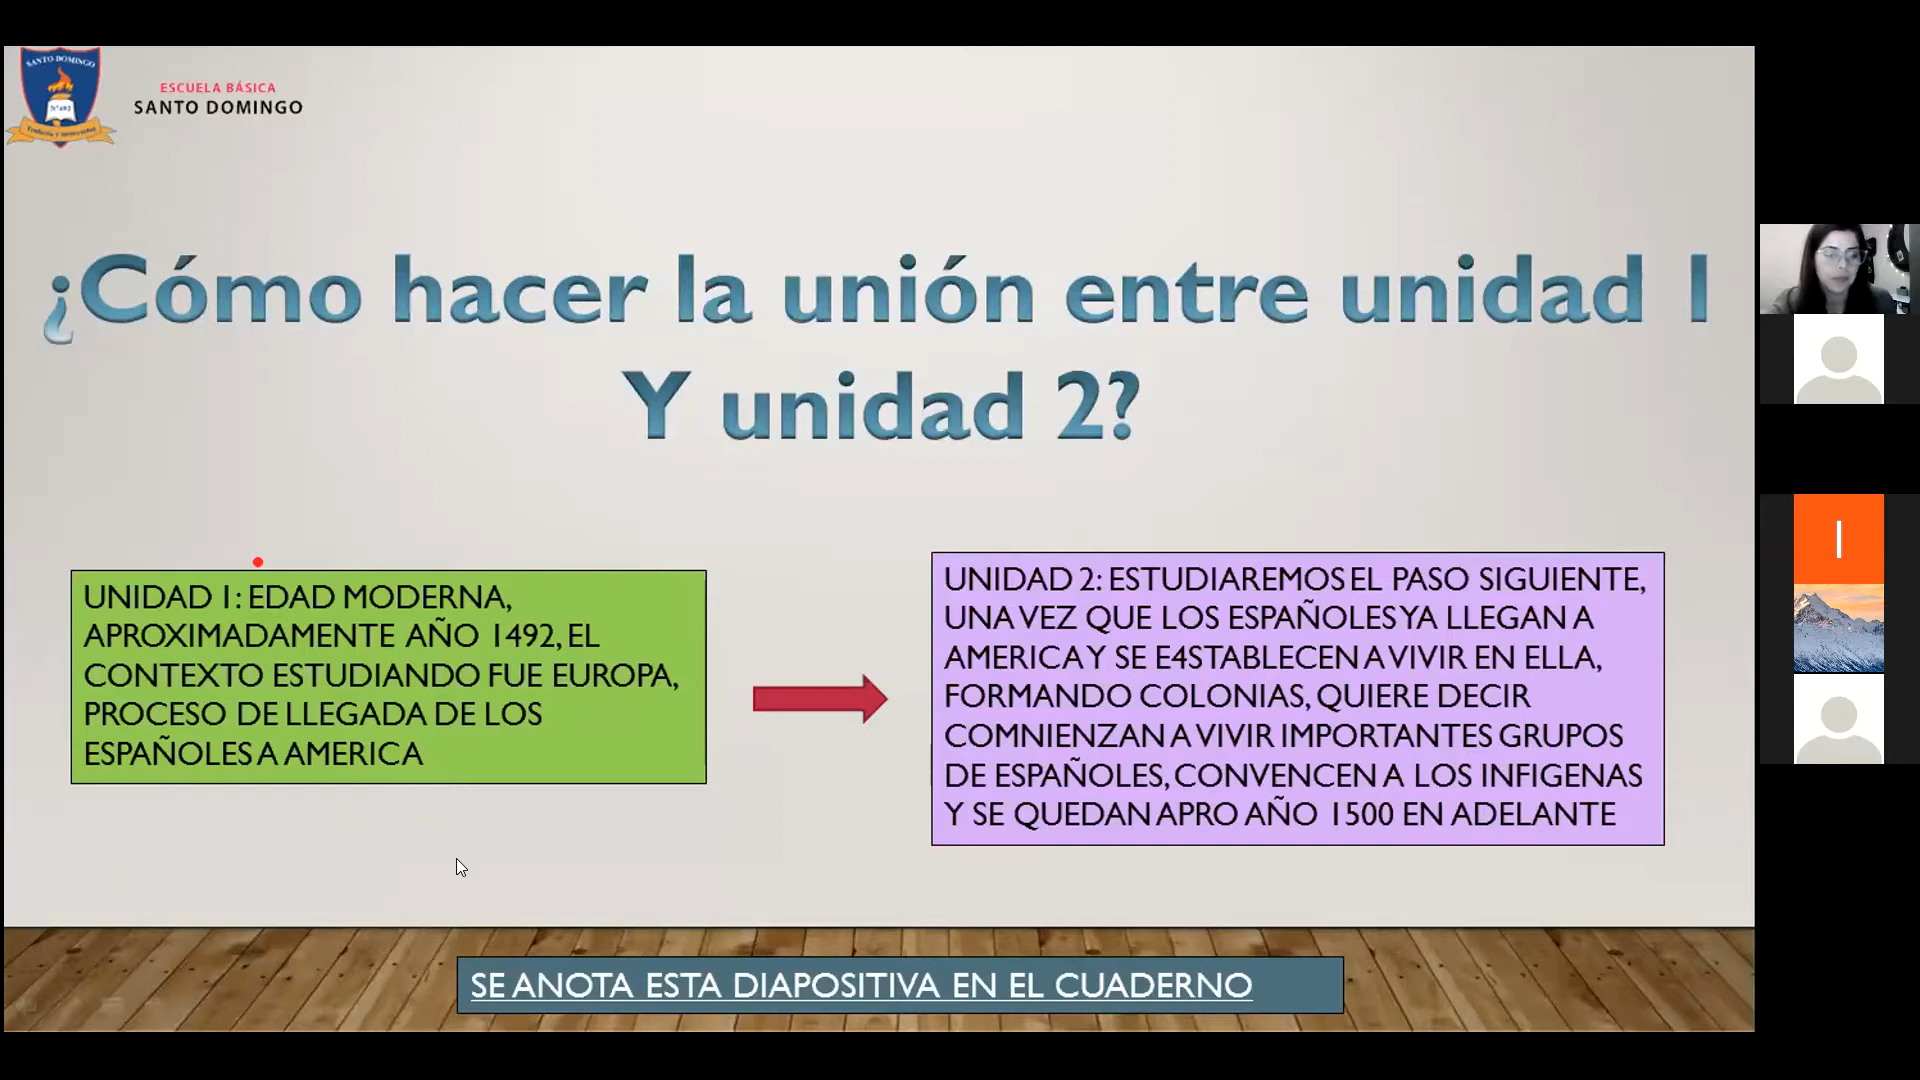 SANTO DOMINGO
Nº 492
ESCUELA BÁSICA
SANTO DOMINGO
¿Cómo hacer la unión entre unidad 1
Y unidad 2?
UNIDAD 1: EDAD MODERNA,
APROXIMADAMENTE AÑO 1492, EL
CONTEXTO ESTUDIANDO FUE EUROPA,
PROCESO DE LLEGADA DE LOS
ESPAÑOLES A AMERICA
UNIDAD 2: ESTUDIAREMOS EL PASO SIGUIENTE,
UNA VEZ QUE LOS ESPAÑOLES YA LLEGAN A
AMERICA Y SE E4STABLECEN A VIVIR EN ELLA,
FORMANDO COLONIAS, QUIERE DECIR
COMNIENZAN A VIVIR IMPORTANTES GRUPOS
DE ESPAÑOLES, CONVENCEN A LOS INFIGENAS
Y SE QUEDAN APRO AÑO 1500 EN ADELANTE
SE ANOTA ESTA DIAPOSITIVA EN EL CUADERNO
I